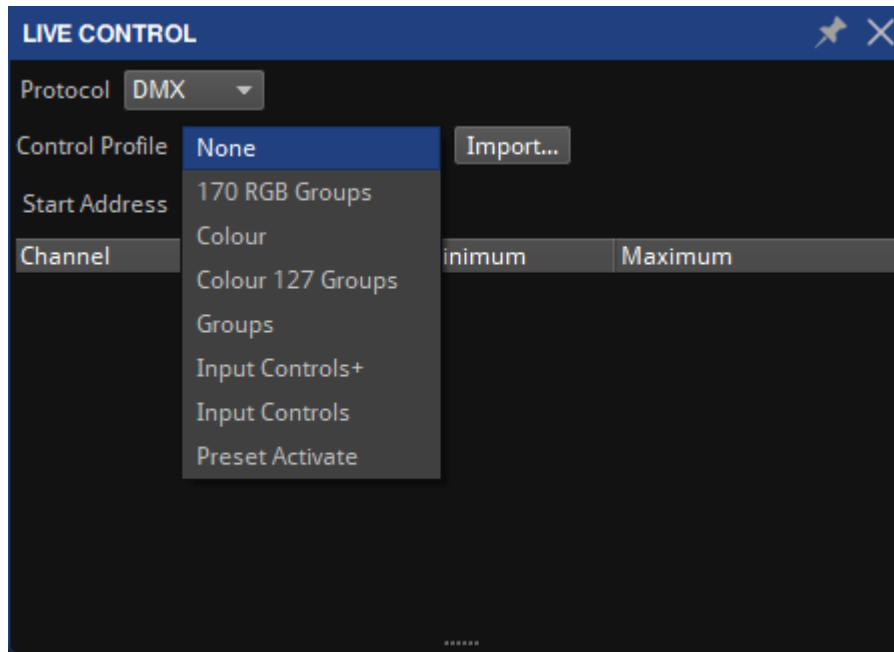 LIVE CONTROL
Protocol DMX
Control Profile None Import...
170 RGB Groups
Start Address
Colour
Channel inimum Maximum
Colour 127 Groups
Groups
Input Controls+
Input Controls
Preset Activate